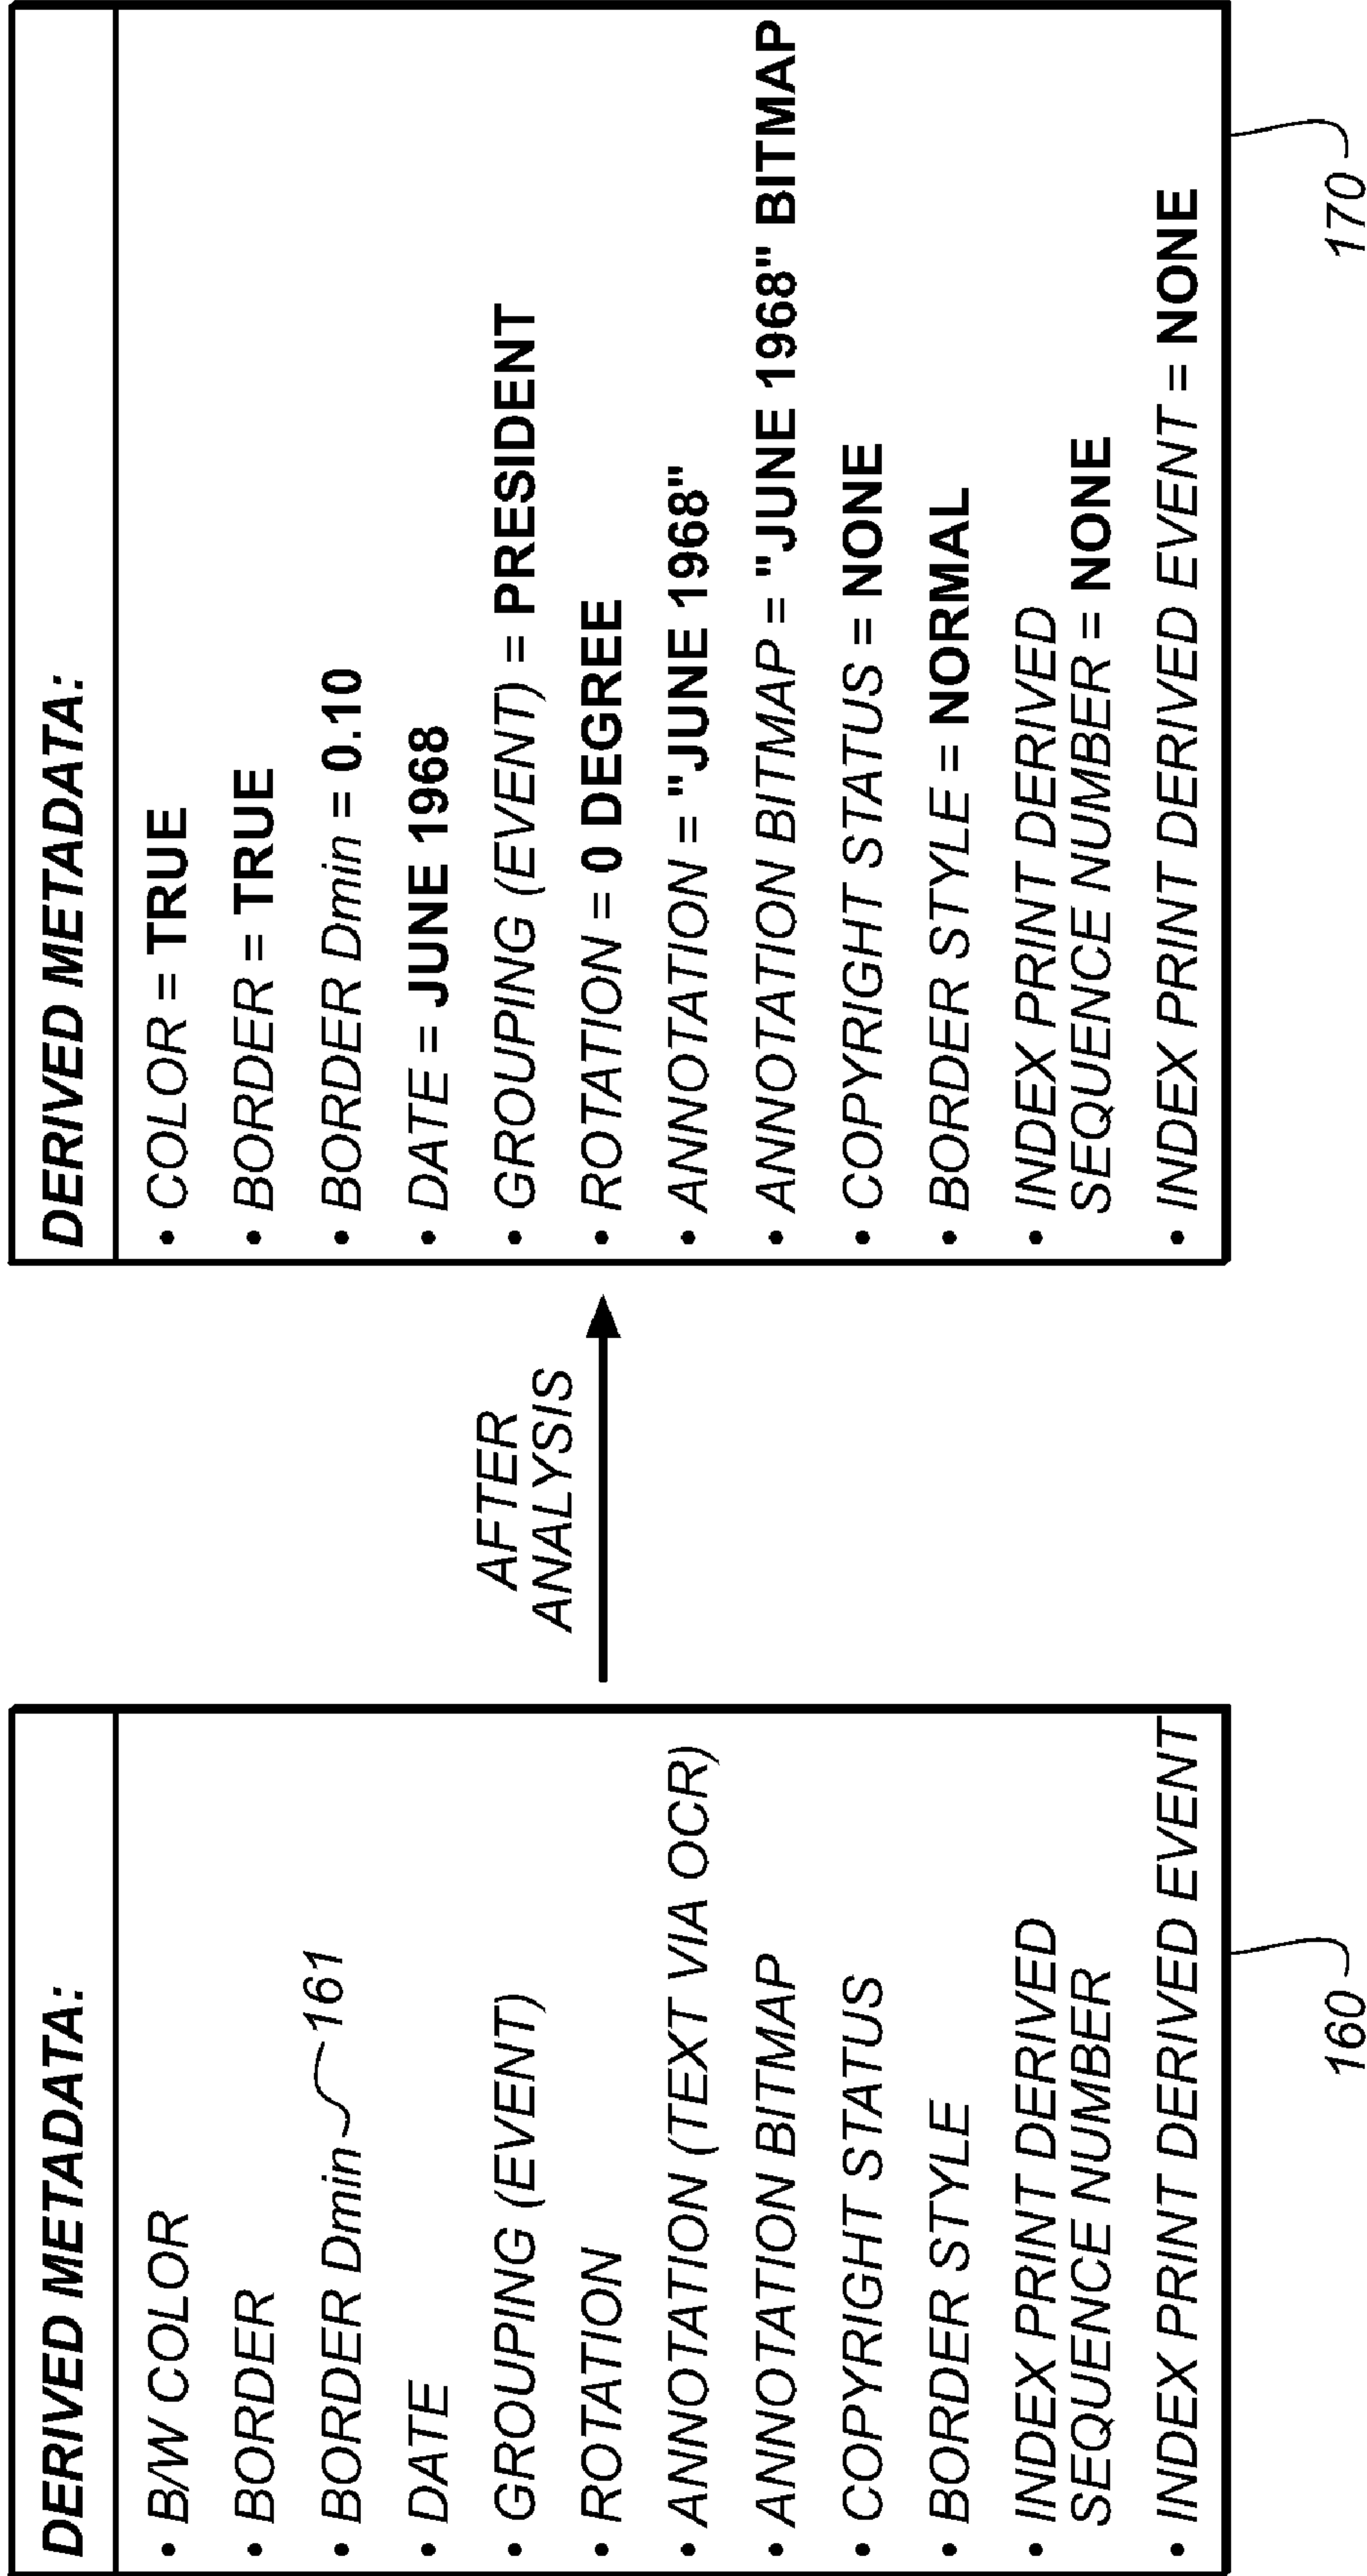 DERIVED METADATA:
• B/W COLOR
• BORDER
• BORDER Dmin 161
• DATE
• GROUPING (EVENT)
• ROTATION
• ANNOTATION (TEXT VIA OCR)
• ANNOTATION BITMAP
• COPYRIGHT STATUS
• BORDER STYLE
• INDEX PRINT DERIVED
SEQUENCE NUMBER
• INDEX PRINT DERIVED EVENT
160
AFTER
ANALYSIS
DERIVED METADATA:
• COLOR = TRUE
• BORDER = TRUE
• BORDER Dmin = 0.10
• DATE = JUNE 1968
• GROUPING (EVENT) = PRESIDENT
• ROTATION = 0 DEGREE
• ANNOTATION = "JUNE 1968"
• ANNOTATION BITMAP = "JUNE 1968" BITMAP
• COPYRIGHT STATUS = NONE
• BORDER STYLE = NORMAL
• INDEX PRINT DERIVED
SEQUENCE NUMBER = NONE
• INDEX PRINT DERIVED EVENT = NONE
170